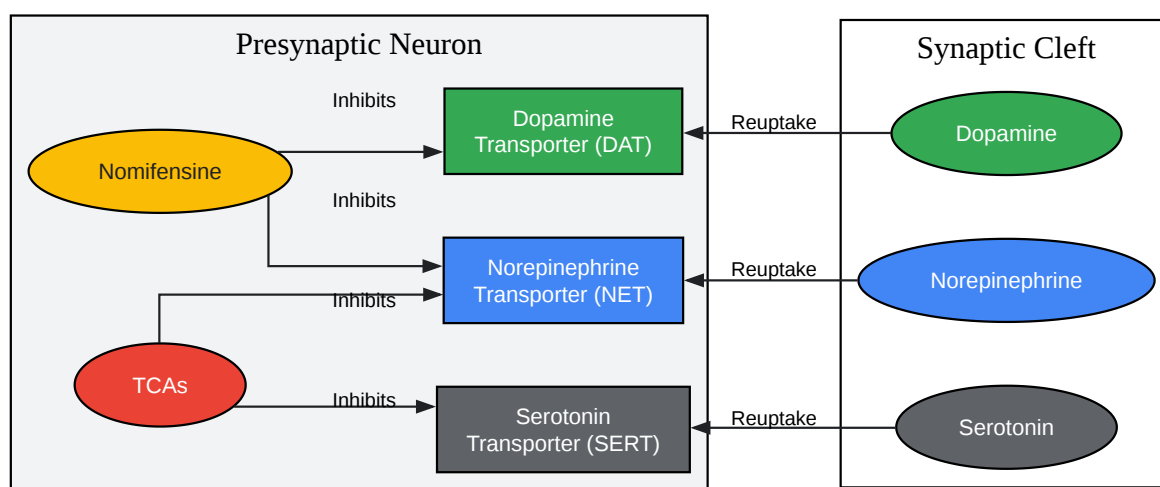 Presynaptic Neuron
Synaptic Cleft
Inhibits
Dopamine
Transporter (DAT)
Reuptake
Dopamine
Nomifensine
Inhibits
Norepinephrine
Transporter (NET)
Reuptake
Norepinephrine
Inhibits
TCAs
Inhibits
Serotonin
Transporter (SERT)
Reuptake
Serotonin